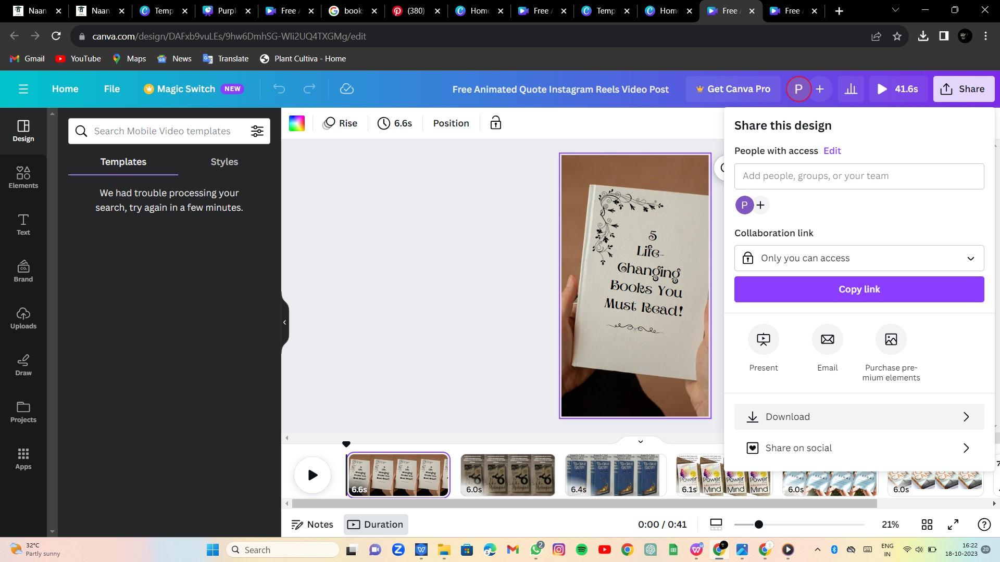 Naan
Naan
Temp
Purpl
Free
book
(380)
Home
Free
Temp
Hom
Free
Free
canva.com/design/DAFxb9vuLEs/9hw6DmhSG-WIi2UQ4TXGMg/edit
Gmail
YouTube
Maps
News
Translate
Plant Cultiva - Home
Home
File
Magic Switch
NEW
Free Animated Quote Instagram Reels Video Post
Get Canva Pro
P
41.6s
Share
Design
Elements
Text
Brand
Uploads
Draw
Projects
Apps
Search Mobile Video templates
Templates
Styles
We had trouble processing your
search, try again in a few minutes.
Rise
6.6s
Position
5
Life-
Changing
Books You
Must Read!
Share this design
People with access Edit
Add people, groups, or your team
P
Collaboration link
Only you can access
Copy link
Present
Email
Purchase pre-
mium elements
Download
Share on social
6.6s
6.0s
6.4s
6.1s
6.0s
6.0s
Notes
Duration
0:00 / 0:41
21%
32°C
Partly sunny
Search
2
ENG
IN
16:22
18-10-2023
20